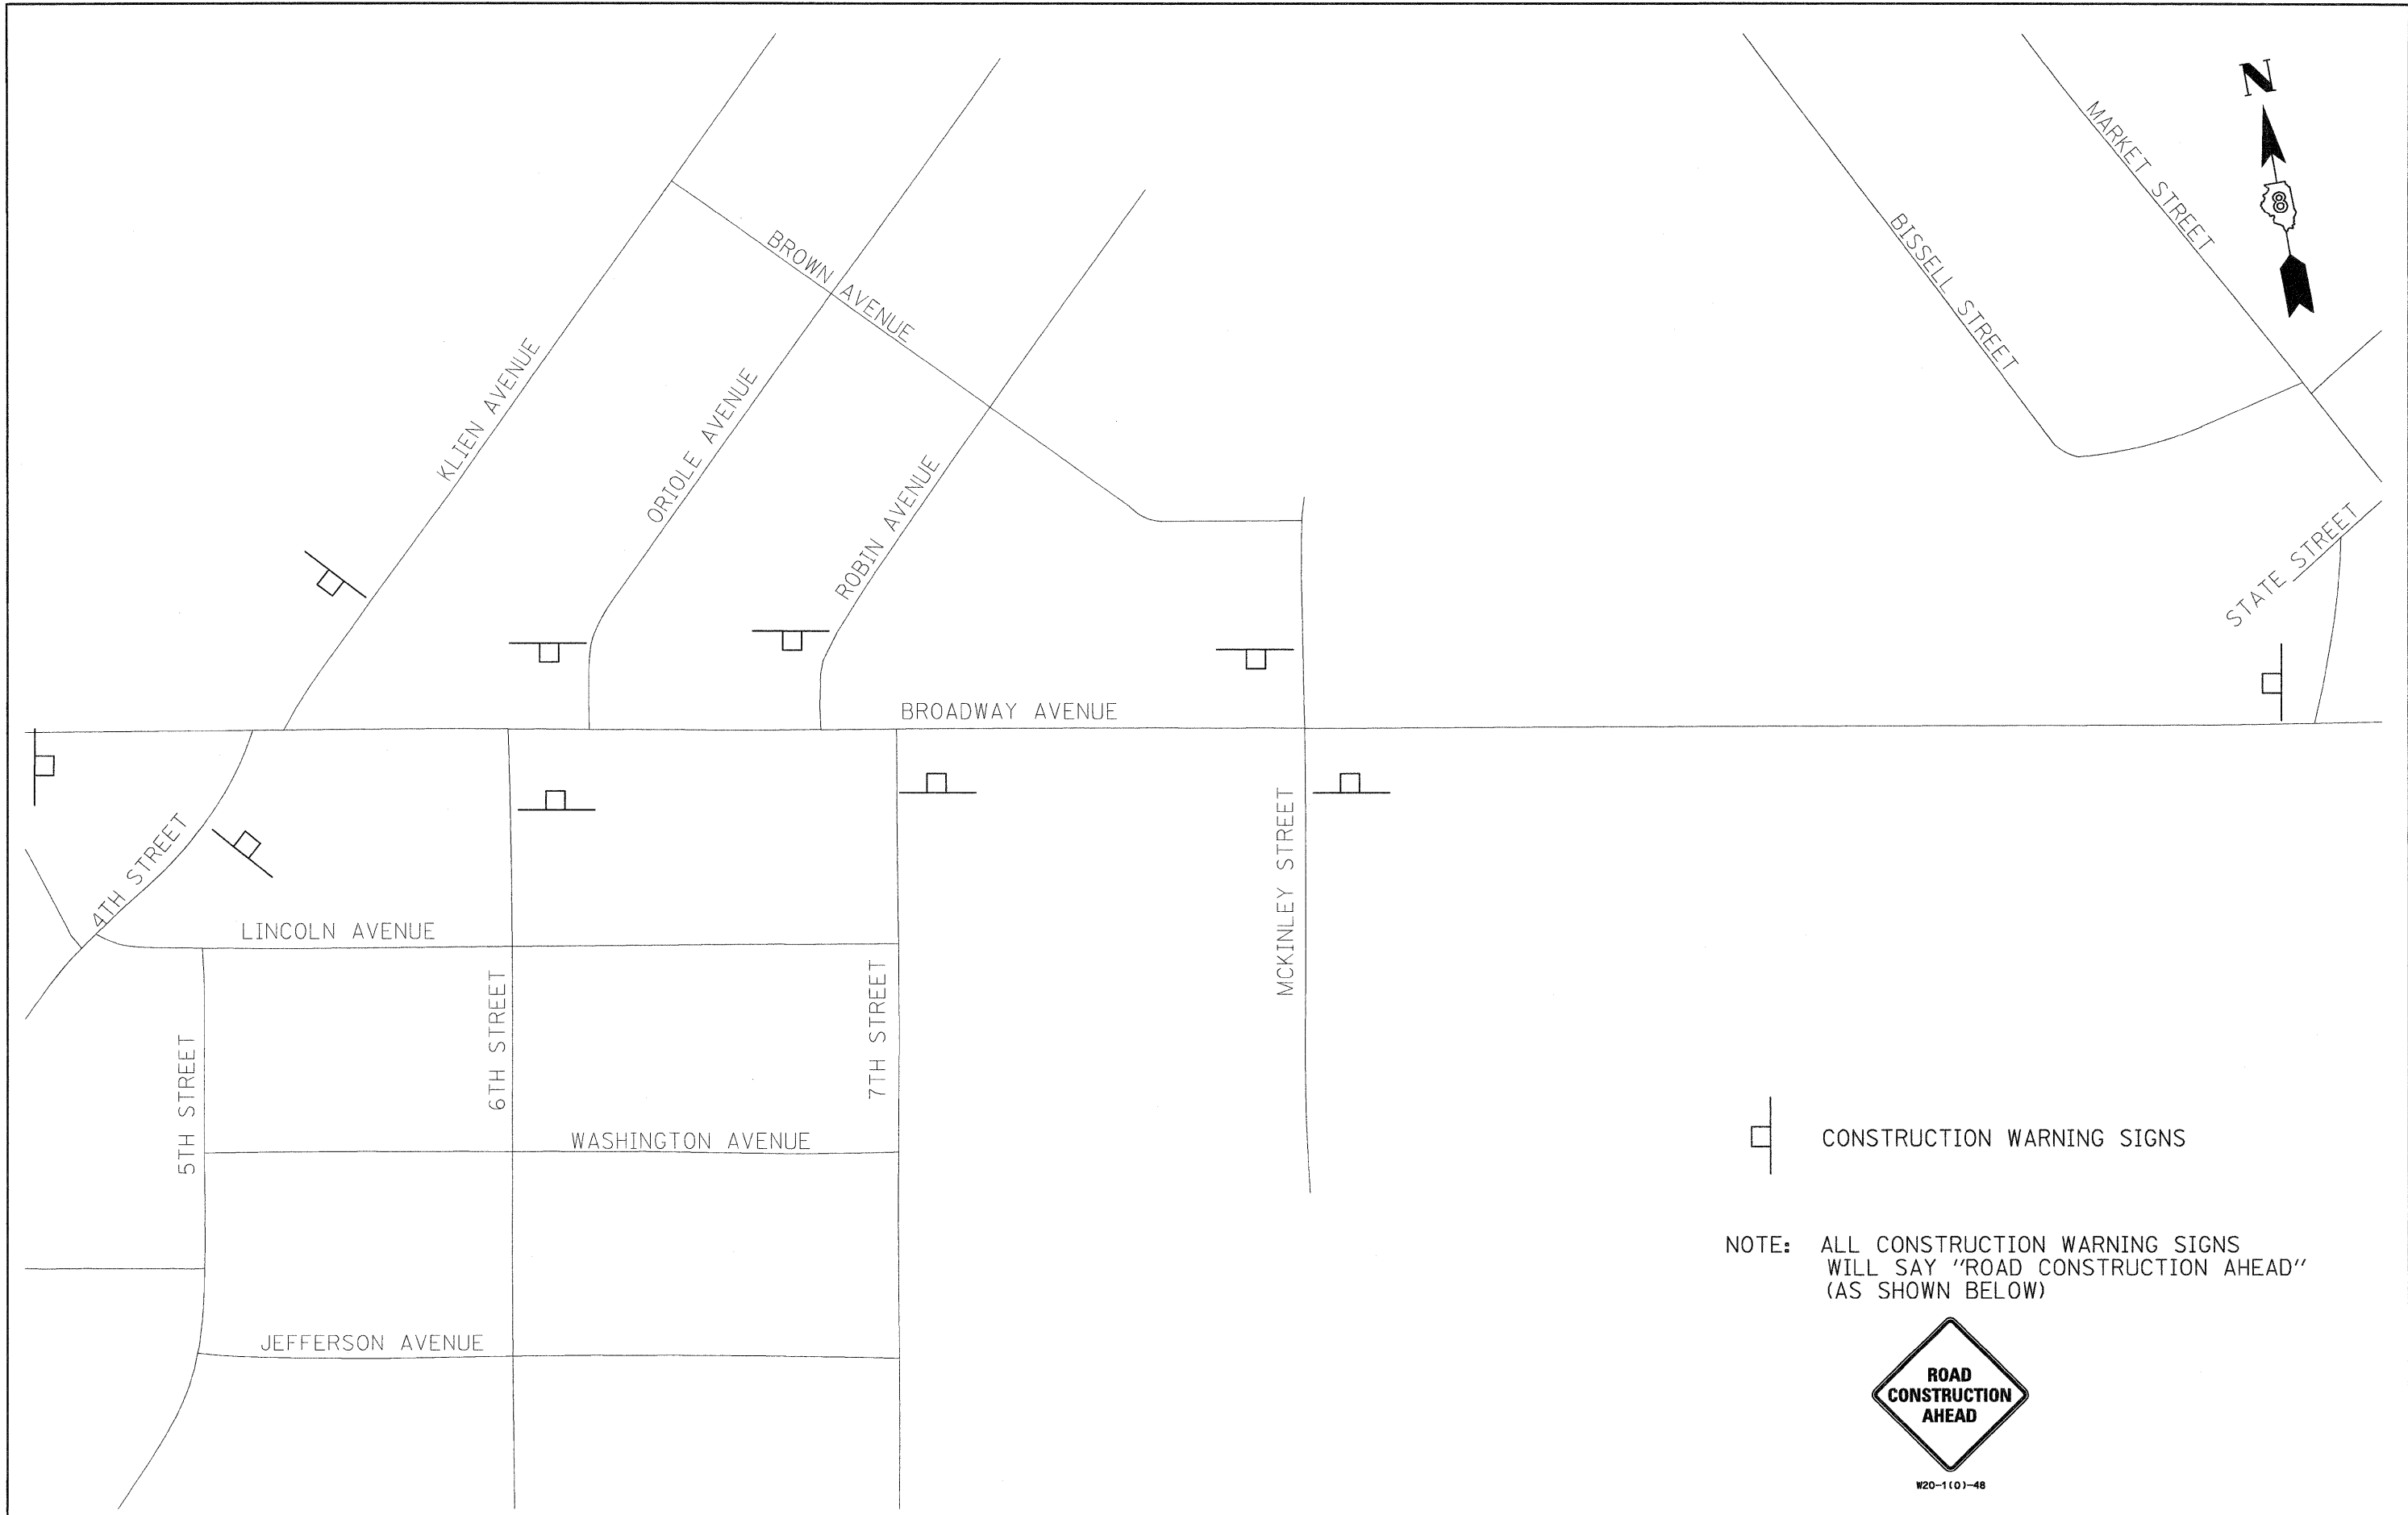 N
8
MARKET STREET
BISSELL STREET
BROWN AVENUE
KLIEN AVENUE
ORIOLE AVENUE
ROBIN AVENUE
STATE STREET
BROADWAY AVENUE
4TH STREET
MCKINLEY STREET
LINCOLN AVENUE
5TH STREET
6TH STREET
7TH STREET
WASHINGTON AVENUE
JEFFERSON AVENUE
CONSTRUCTION WARNING SIGNS
NOTE: ALL CONSTRUCTION WARNING SIGNS
WILL SAY "ROAD CONSTRUCTION AHEAD"
(AS SHOWN BELOW)
ROAD
CONSTRUCTION
AHEAD
W20-1(O)-48